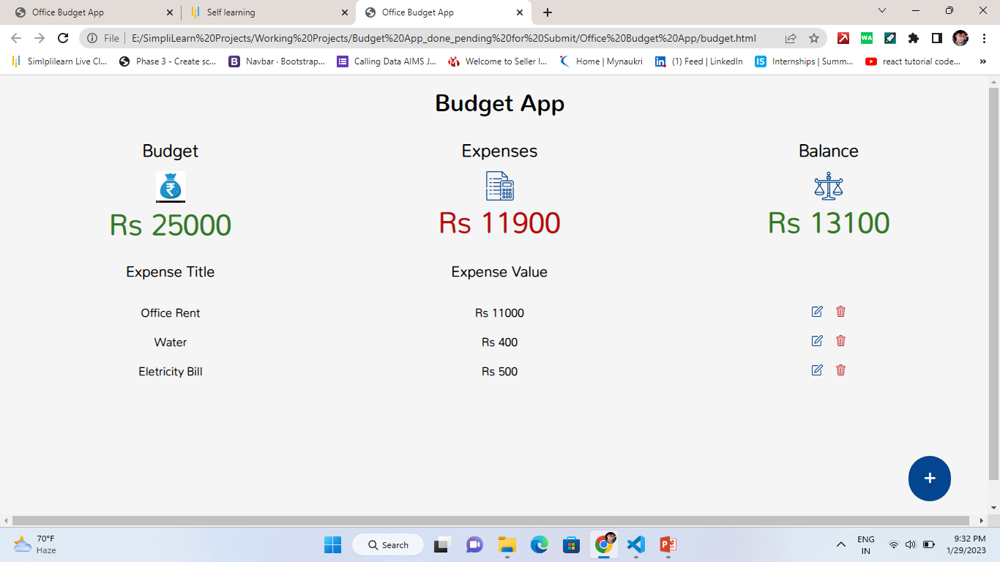 Office Budget App
Self learning
Office Budget App
File
E:/SimpliLearn%20Projects/Working%20Projects/Budget%20App_done_pending%20for%20Submit/Office%20Budget%20App/budget.html
WA
Simlplilearn Live Cl...
Phase 3 - Create sc...
Navbar · Bootstrap...
Calling Data AIMS J...
Welcome to Seller I...
Home | Mynaukri
(1) Feed | LinkedIn
Internships | Summ...
react tutorial code...
»
Budget App
Budget
Expenses
Balance
Rs 25000
Rs 11900
Rs 13100
Expense Title
Expense Value
Office Rent
Rs 11000
Water
Rs 400
Eletricity Bill
Rs 500
+
70°F
Haze
Search
ENG
IN
9:32 PM
1/29/2023